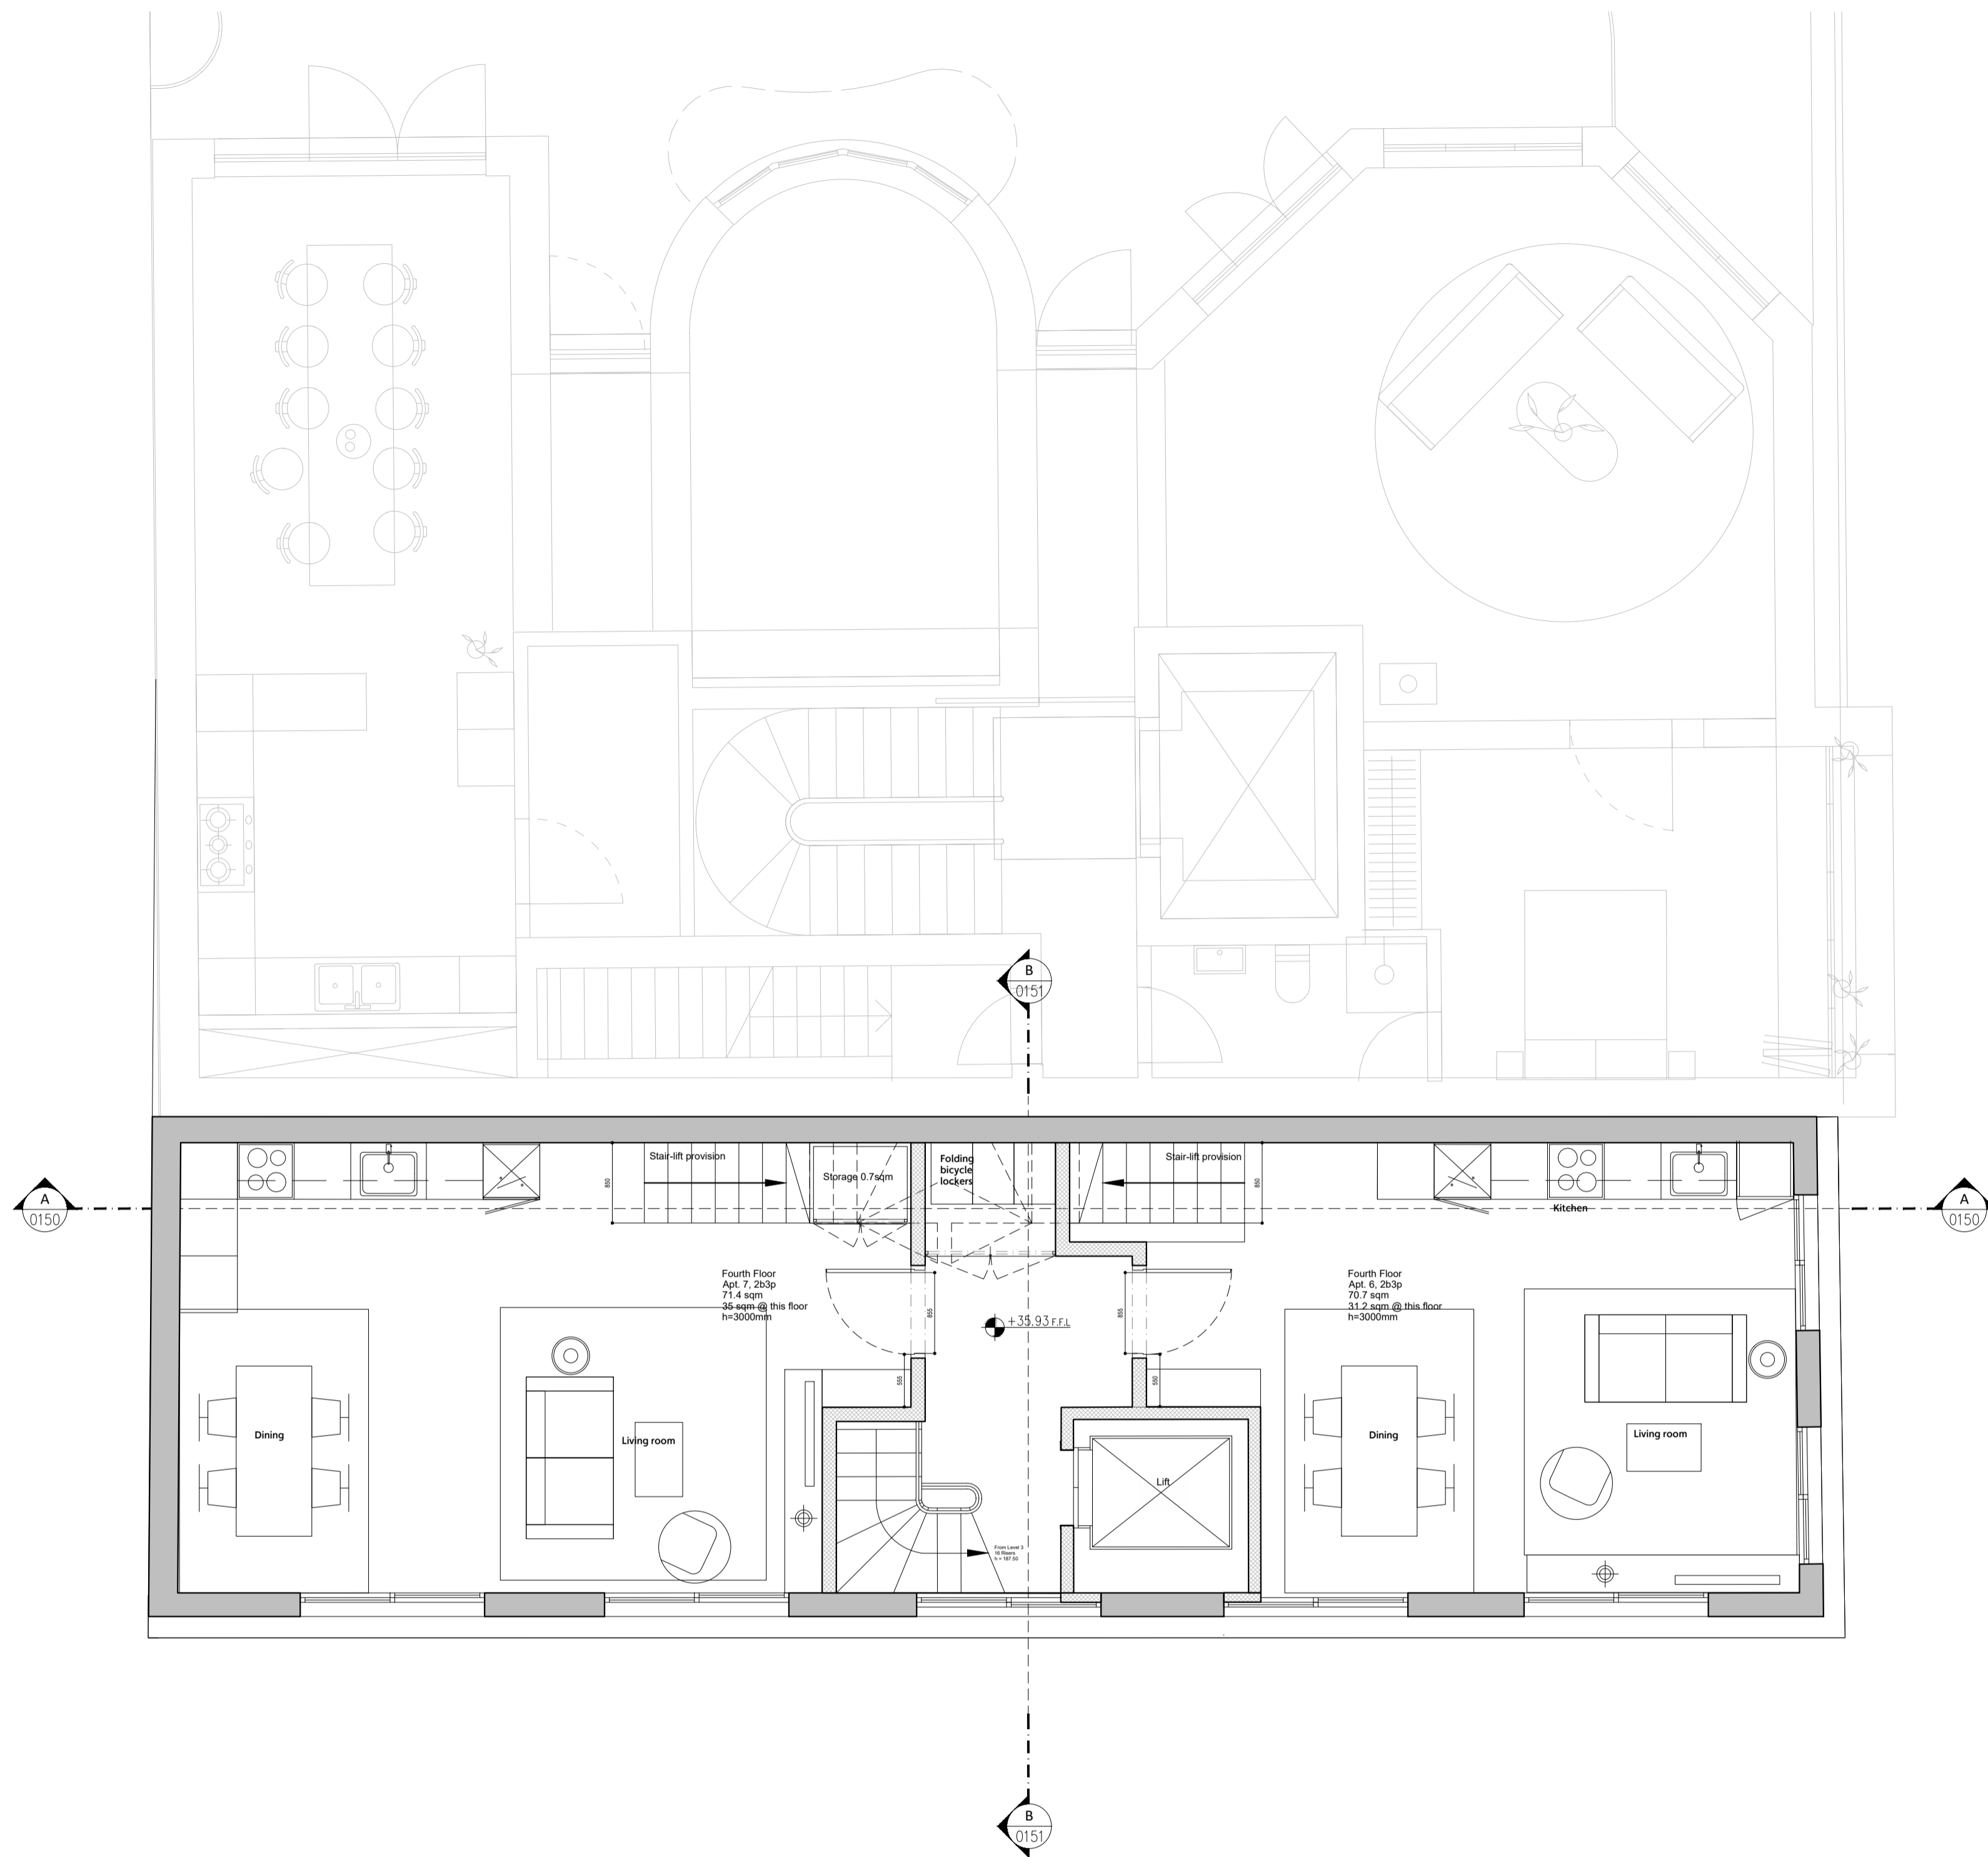 B
0151
Stair-lift provision
850
Storage 0.7sqm
Folding
bicycle
lockers
Stair-lift provision
850
Kitchen
A
0150
A
0150
Fourth Floor
Apt. 7, 2b3p
71.4 sqm
35 sqm @ this floor
h=3000mm
855
+35.93 F.F.L
855
Fourth Floor
Apt. 6, 2b3p
70.7 sqm
31.2 sqm @ this floor
h=3000mm
555
550
Dining
Living room
Lift
Dining
Living room
From Level 3
16 Risers
h = 187.50
B
0151